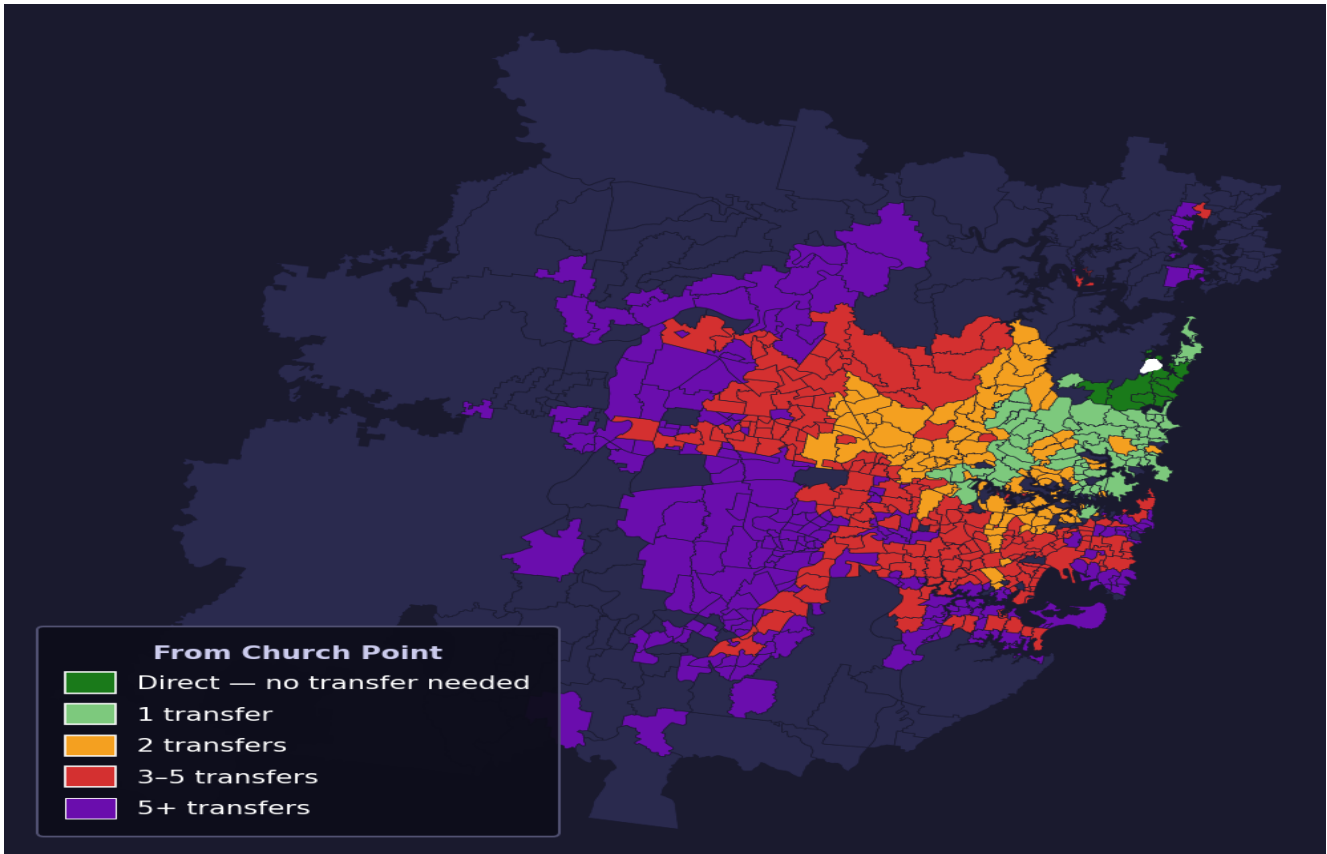 From Church Point
Direct — no transfer needed
1 transfer
2 transfers
3–5 transfers
5+ transfers